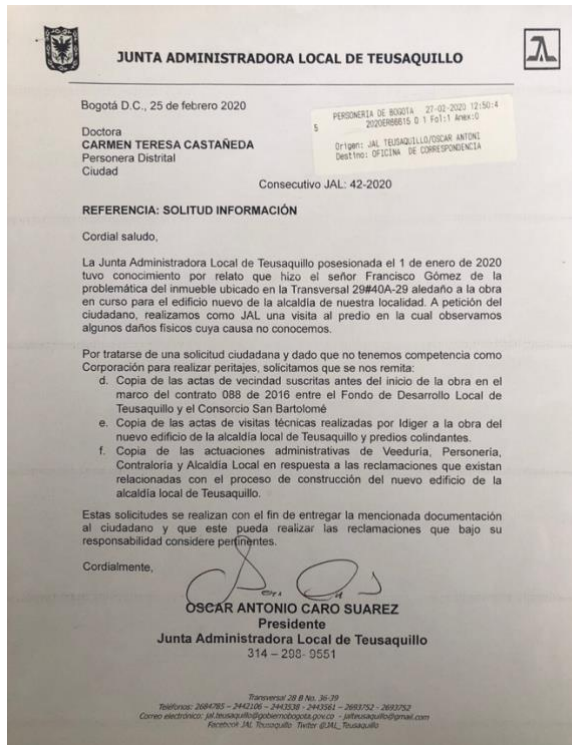 JUNTA ADMINISTRADORA LOCAL DE TEUSAQUILLO
Bogotá D.C., 25 de febrero 2020
PERSONERIA DE BOGOTA 27-02-2020 12:50:4
5 2020ER86615 O 1 Fol:1 Anex:0
Origen: JAL TEUSAQUILLO/OSCAR ANTONI
Destino: OFICINA DE CORRESPONDENCIA
Doctora
CARMEN TERESA CASTAÑEDA
Personera Distrital
Ciudad
Consecutivo JAL: 42-2020
REFERENCIA: SOLITUD INFORMACIÓN
Cordial saludo,
La Junta Administradora Local de Teusaquillo posesionada el 1 de enero de 2020
tuvo conocimiento por relato que hizo el señor Francisco Gómez de la
problemática del inmueble ubicado en la Transversal 29#40A-29 aledaño a la obra
en curso para el edificio nuevo de la alcaldía de nuestra localidad. A petición del
ciudadano, realizamos como JAL una visita al predio en la cual observamos
algunos daños físicos cuya causa no conocemos.
Por tratarse de una solicitud ciudadana y dado que no tenemos competencia como
Corporación para realizar peritajes, solicitamos que se nos remita:
d. Copia de las actas de vecindad suscritas antes del inicio de la obra en el
marco del contrato 088 de 2016 entre el Fondo de Desarrollo Local de
Teusaquillo y el Consorcio San Bartolomé
e. Copia de las actas de visitas técnicas realizadas por Idiger a la obra del
nuevo edificio de la alcaldía local de Teusaquillo y predios colindantes.
f. Copia de las actuaciones administrativas de Veeduría, Personería,
Contraloría y Alcaldía Local en respuesta a las reclamaciones que existan
relacionadas con el proceso de construcción del nuevo edificio de la
alcaldía local de Teusaquillo.
Estas solicitudes se realizan con el fin de entregar la mencionada documentación
al ciudadano y que este pueda realizar las reclamaciones que bajo su
responsabilidad considere pertinentes.
Cordialmente,
OSCAR ANTONIO CARO SUAREZ
Presidente
Junta Administradora Local de Teusaquillo
314 – 298- 9551
Transversal 28 B No. 36-39
Teléfonos: 2684785 – 2442106 – 2443538 - 2443561 – 2693752 - 2693752
Correo electrónico: jal.teusaquillo@gobiernobogota.gov.co - jalteusaquillo@gmail.com
Facebook JAL Teusaquillo Twiter @JAL_Teusaquillo